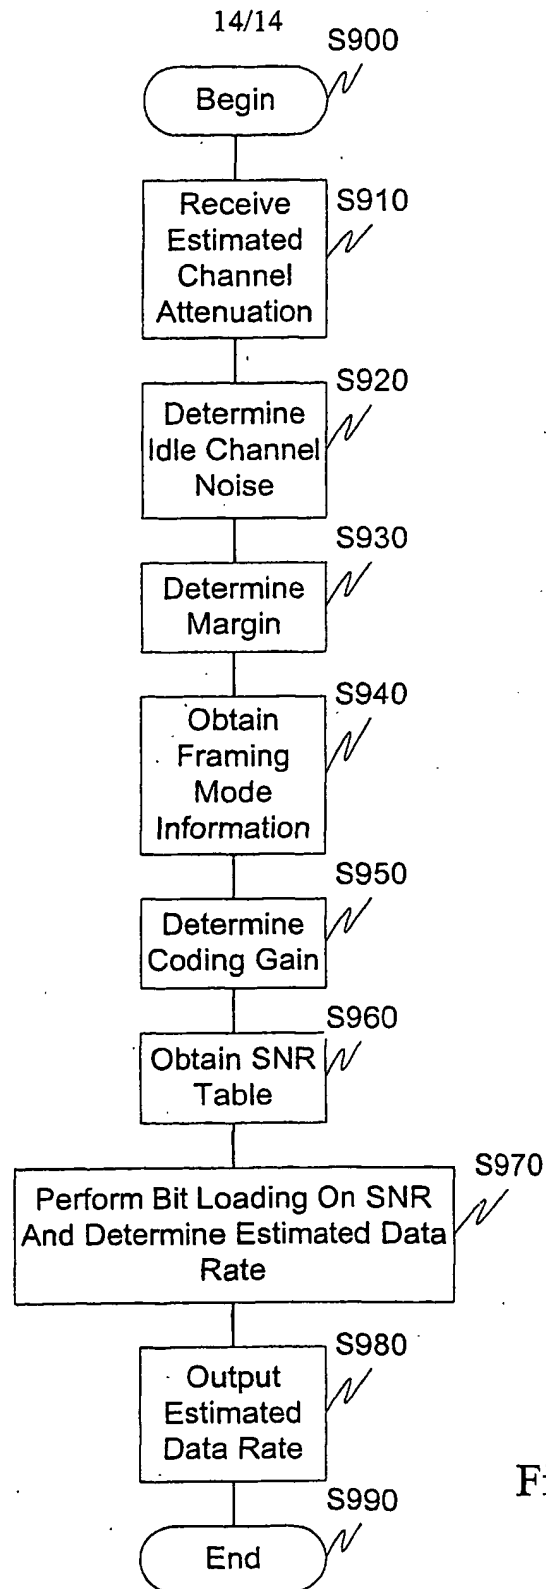 14/14
S900
Begin
S910
Receive
Estimated
Channel
Attenuation
S920
Determine
Idle Channel
Noise
S930
Determine
Margin
S940
Obtain
Framing
Mode
Information
S950
Determine
Coding Gain
S960
Obtain SNR
Table
S970
Perform Bit Loading On SNR
And Determine Estimated Data
Rate
S980
Output
Estimated
Data Rate
S990
End